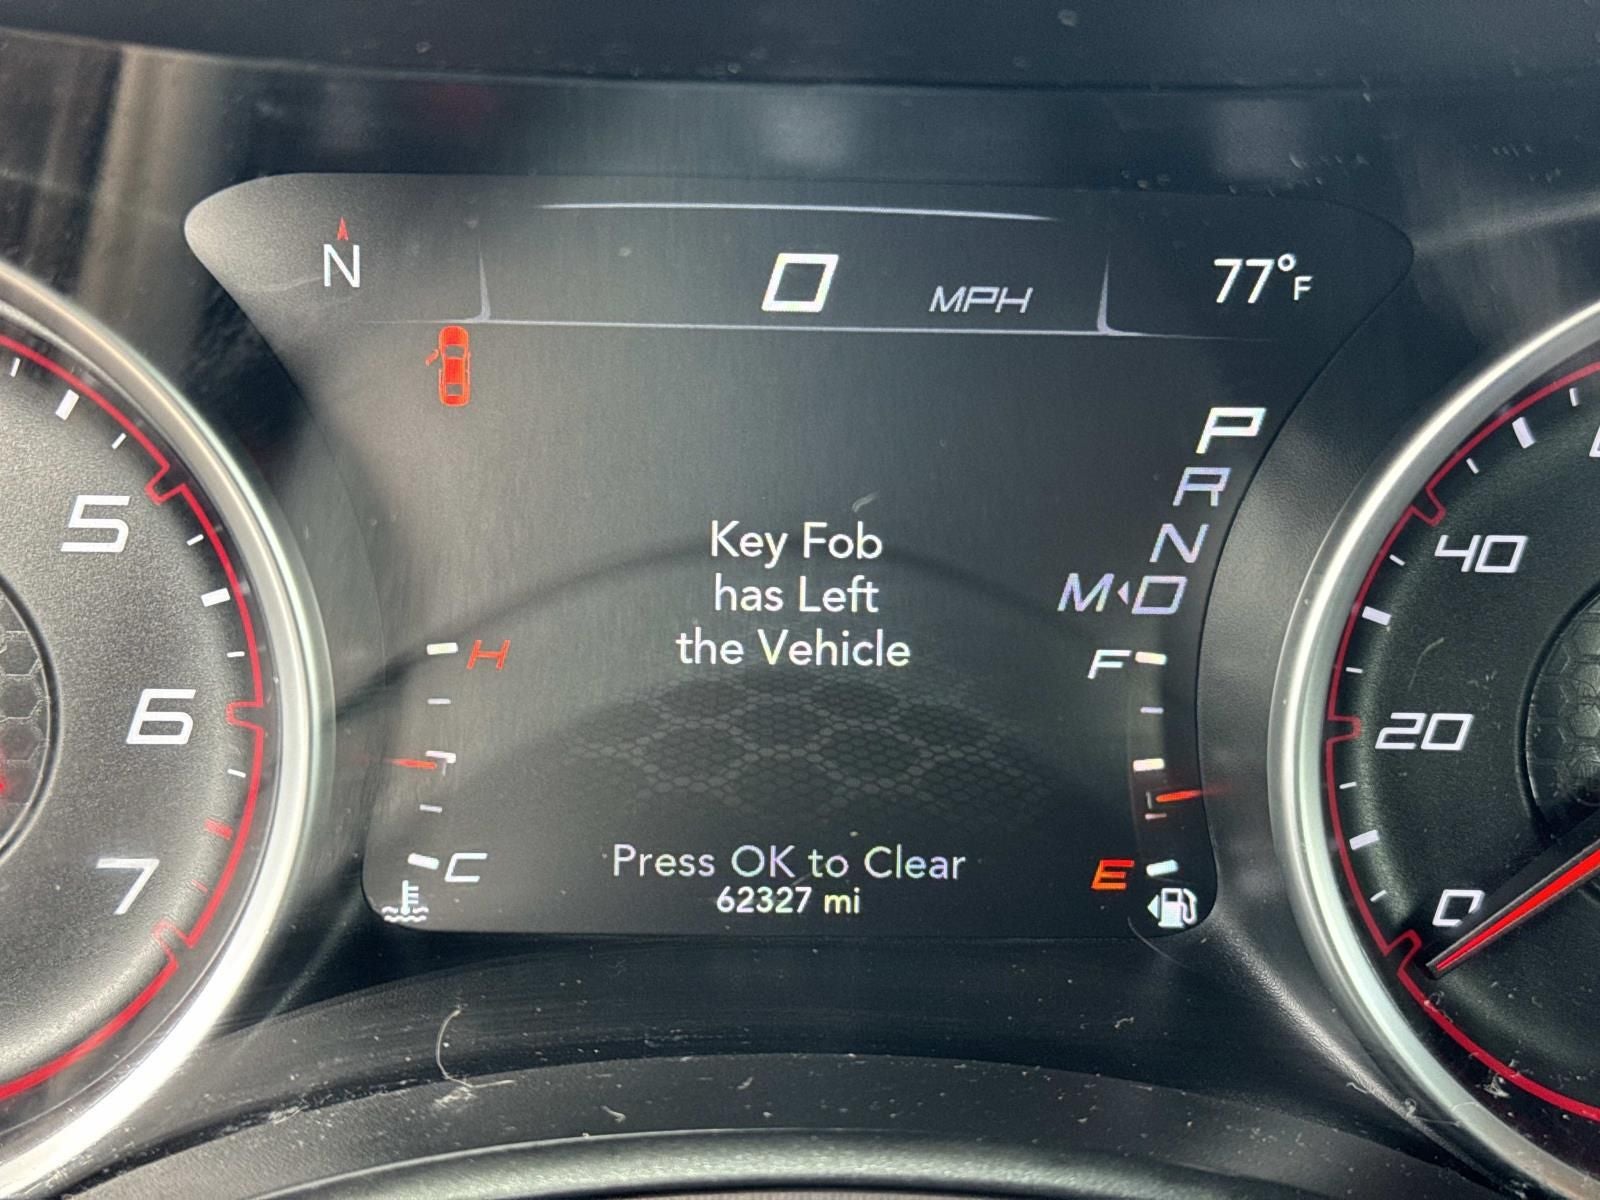 N
0 MPH
77°F
P
R
N
M D
Key Fob
has Left
the Vehicle
H
F
C
E
Press OK to Clear
62327 mi
5
6
7
40
20
0